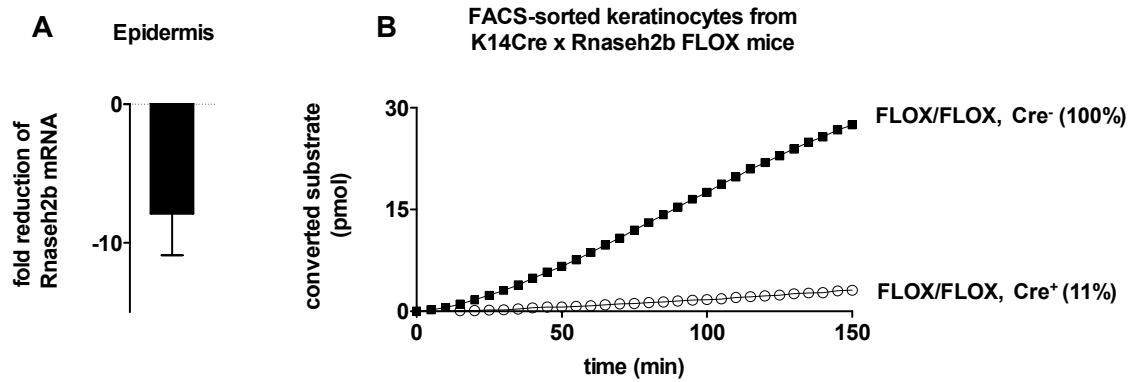 A
Epidermis
fold reduction of
Rnaseh2b mRNA
0
-10
B
FACS-sorted keratinocytes from
K14Cre x Rnaseh2b FLOX mice
converted substrate
(pmol)
30
15
0
0
50
100
150
time (min)
FLOX/FLOX, Cre⁻ (100%)
FLOX/FLOX, Cre⁺ (11%)